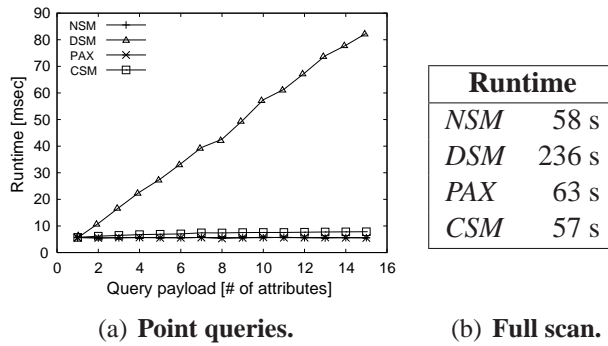 90
80
70
60
50
40
30
20
10
0
Runtime [msec]
NSM
DSM
PAX
CSM
0 2 4 6 8 10 12 14 16
Query payload [# of attributes]
(a) Point queries.
Runtime
NSM 58 s
DSM 236 s
PAX 63 s
CSM 57 s
(b) Full scan.